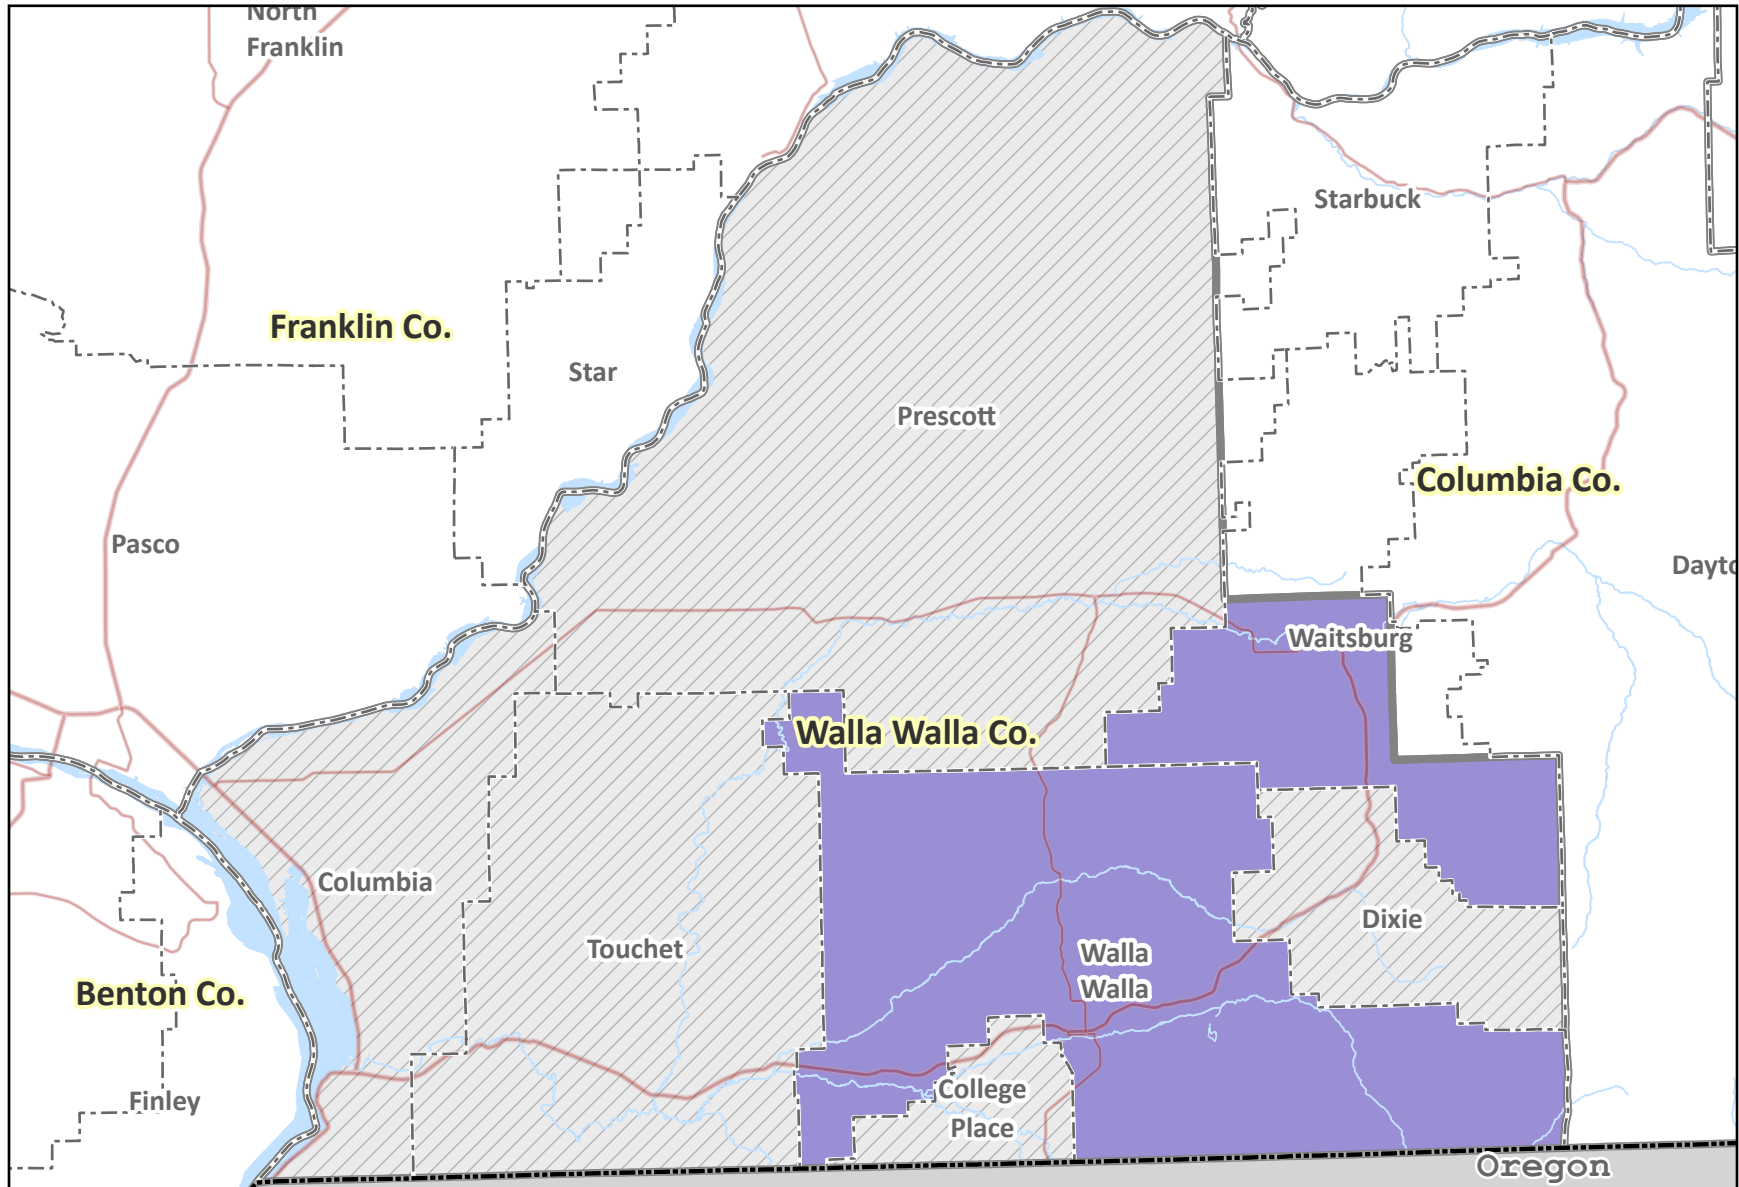 North
Franklin
Starbuck
Franklin Co.
Star
Prescott
Columbia Co.
Pasco
Dayto
Waitsburg
Walla Walla Co.
Columbia
Dixie
Touchet
Walla
Walla
Benton Co.
College
Place
Finley
Oregon